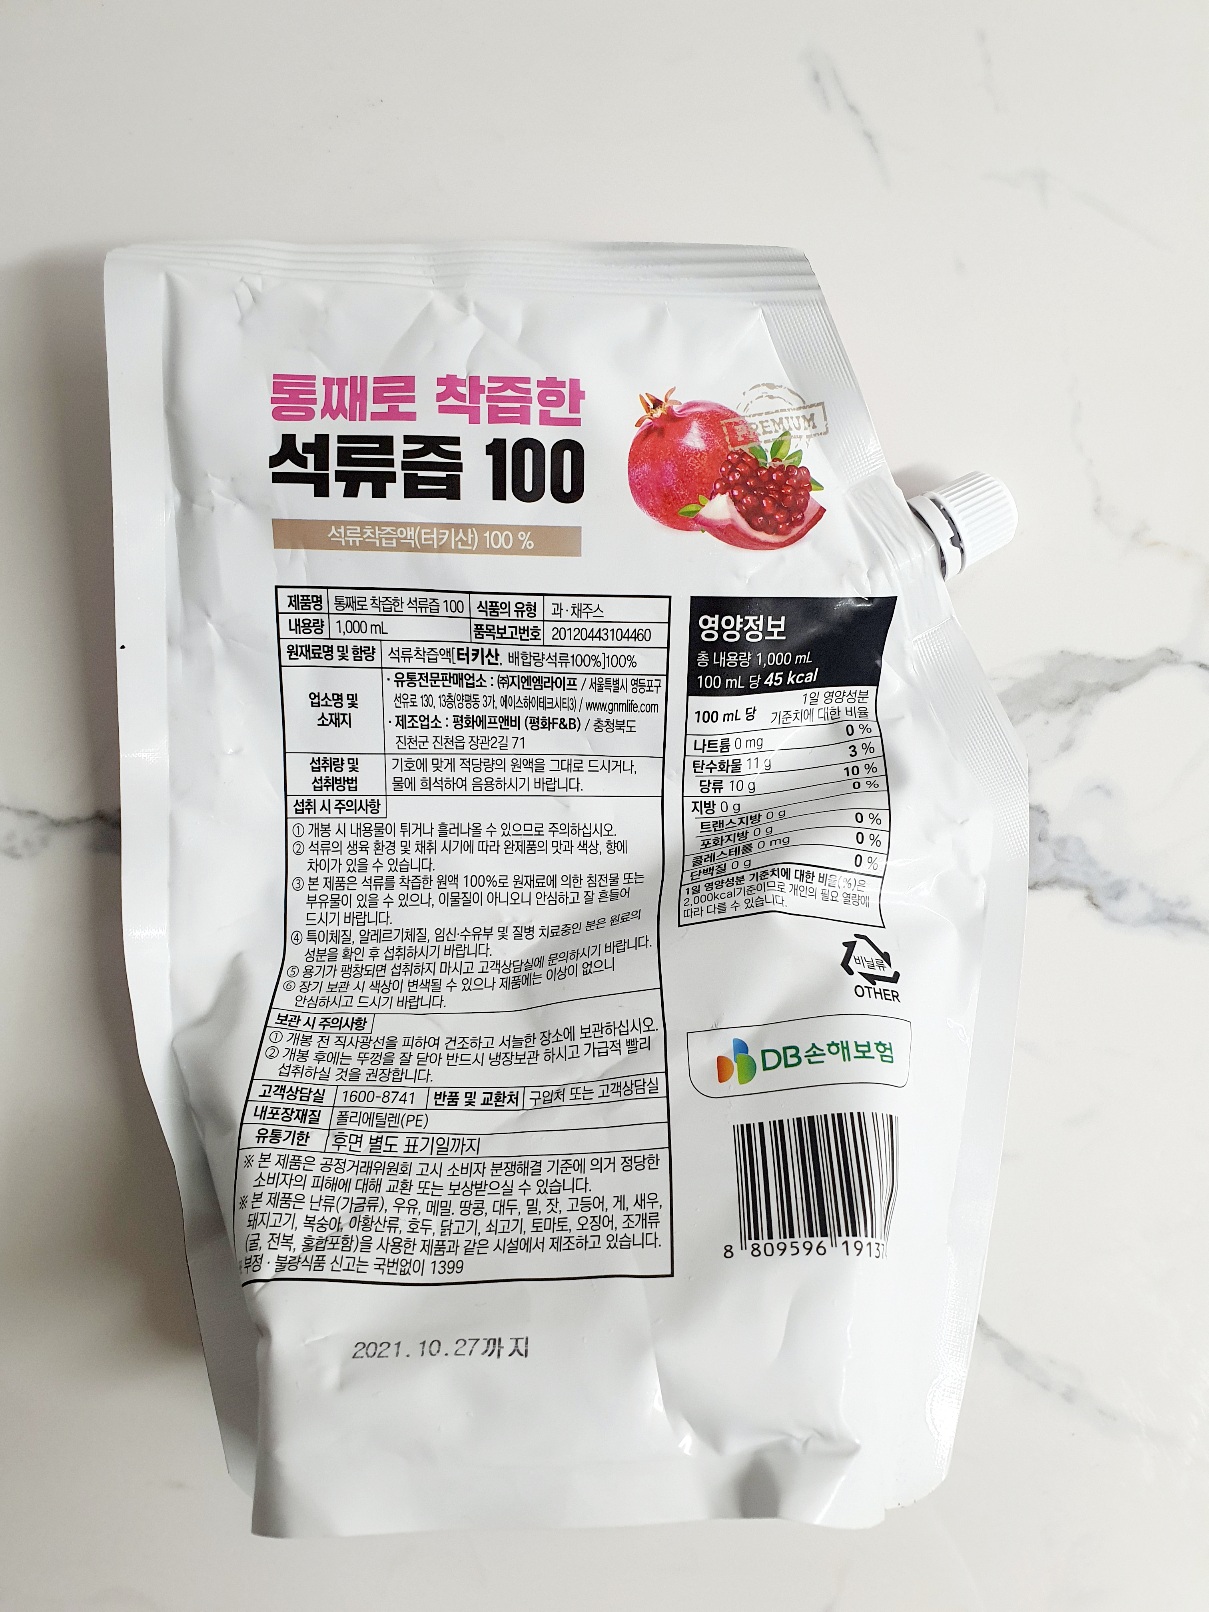 통째로 착즙한
석류즙 100
PREMIUM
석류착즙액(터키산) 100 %
제품명 통째로 착즙한 석류즙 100 식품의 유형 과·채주스
내용량 1,000 mL 품목보고번호 20120443104460
원재료명 및 함량 석류착즙액[터키산, 배합량석류100%]100%
업소명 및 소재지
· 유통전문판매업소 : ㈜지엔엠라이프 / 서울특별시 영등포구
선유로 130, 13층(양평동 3가, 에이스하이테크시티3) / www.gnmlife.com
· 제조업소 : 평화에프앤비 (평화F&B) / 충청북도
진천군 진천읍 장관2길 71
섭취량 및 섭취방법
기호에 맞게 적당량의 원액을 그대로 드시거나,
물에 희석하여 음용하시기 바랍니다.
섭취 시 주의사항
① 개봉 시 내용물이 튀거나 흘러나올 수 있으므로 주의하십시오.
② 석류의 생육 환경 및 채취 시기에 따라 완제품의 맛과 색상, 향에
차이가 있을 수 있습니다.
③ 본 제품은 석류를 착즙한 원액 100%로 원재료에 의한 침전물 또는
부유물이 있을 수 있으나, 이물질이 아니오니 안심하고 잘 흔들어
드시기 바랍니다.
④ 특이체질, 알레르기체질, 임신·수유부 및 질병 치료중인 분은 원료의
성분을 확인 후 섭취하시기 바랍니다.
⑤ 용기가 팽창되면 섭취하지 마시고 고객상담실에 문의하시기 바랍니다.
⑥ 장기 보관 시 색상이 변색될 수 있으나 제품에는 이상이 없으니
안심하시고 드시기 바랍니다.
보관 시 주의사항
① 개봉 전 직사광선을 피하여 건조하고 서늘한 장소에 보관하십시오.
② 개봉 후에는 뚜껑을 잘 닫아 반드시 냉장보관 하시고 가급적 빨리
섭취하실 것을 권장합니다.
고객상담실 1600-8741 반품 및 교환처 구입처 또는 고객상담실
내포장재질 폴리에틸렌(PE)
유통기한 후면 별도 표기일까지
※ 본 제품은 공정거래위원회 고시 소비자 분쟁해결 기준에 의거 정당한
소비자의 피해에 대해 교환 또는 보상받으실 수 있습니다.
※ 본 제품은 난류(가금류), 우유, 메밀, 땅콩, 대두, 밀, 잣, 고등어, 게, 새우,
돼지고기, 복숭아, 아황산류, 호두, 닭고기, 쇠고기, 토마토, 오징어, 조개류
(굴, 전복, 홍합포함)을 사용한 제품과 같은 시설에서 제조하고 있습니다.
※ 부정 · 불량식품 신고는 국번없이 1399
2021.10.27까지
영양정보
총 내용량 1,000 mL
100 mL 당 45 kcal
100 mL 당 1일 영양성분
기준치에 대한 비율
나트륨 0 mg 0 %
탄수화물 11 g 3 %
당류 10 g 10 %
지방 0 g 0 %
트랜스지방 0 g
포화지방 0 g 0 %
콜레스테롤 0 mg 0 %
단백질 0 g 0 %
1일 영양성분 기준치에 대한 비율(%)은
2,000kcal기준이므로 개인의 필요 열량에
따라 다를 수 있습니다.
비닐류
OTHER
DB손해보험
8 809596 19137